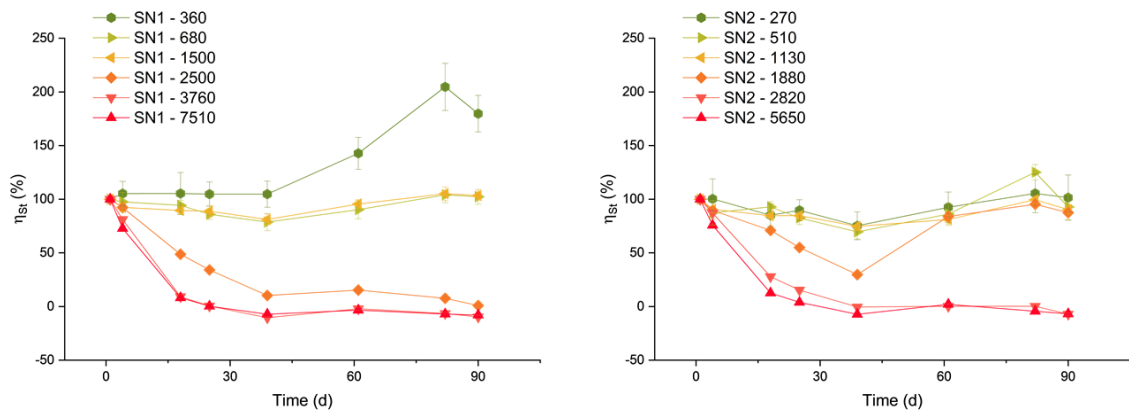 SN1 - 360
SN1 - 680
SN1 - 1500
SN1 - 2500
SN1 - 3760
SN1 - 7510
250
200
150
100
50
0
-50
ηSt (%)
0
30
60
90
Time (d)
SN2 - 270
SN2 - 510
SN2 - 1130
SN2 - 1880
SN2 - 2820
SN2 - 5650
250
200
150
100
50
0
-50
ηSt (%)
0
30
60
90
Time (d)